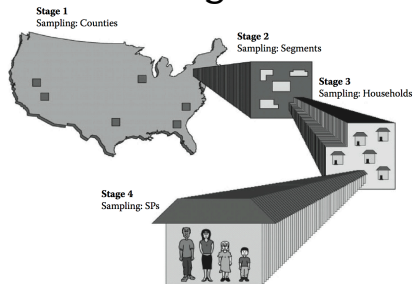 Stage 1
Sampling: Counties
Stage 2
Sampling: Segments
Stage 3
Sampling: Households
Stage 4
Sampling: SPs